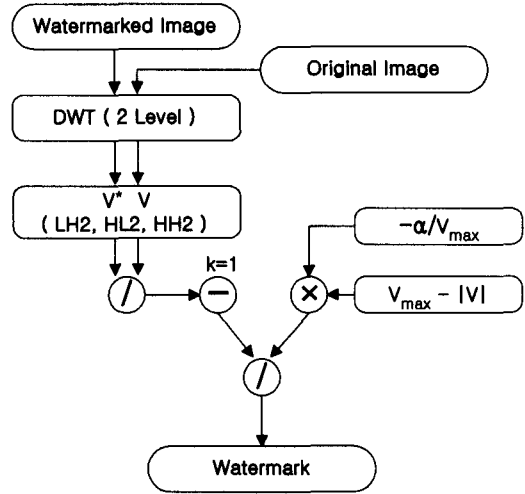 Watermarked Image
Original Image
DWT ( 2 Level )
V* V
( LH2, HL2, HH2 )
-α/Vmax
k=1
/
−
×
Vmax - |V|
/
Watermark